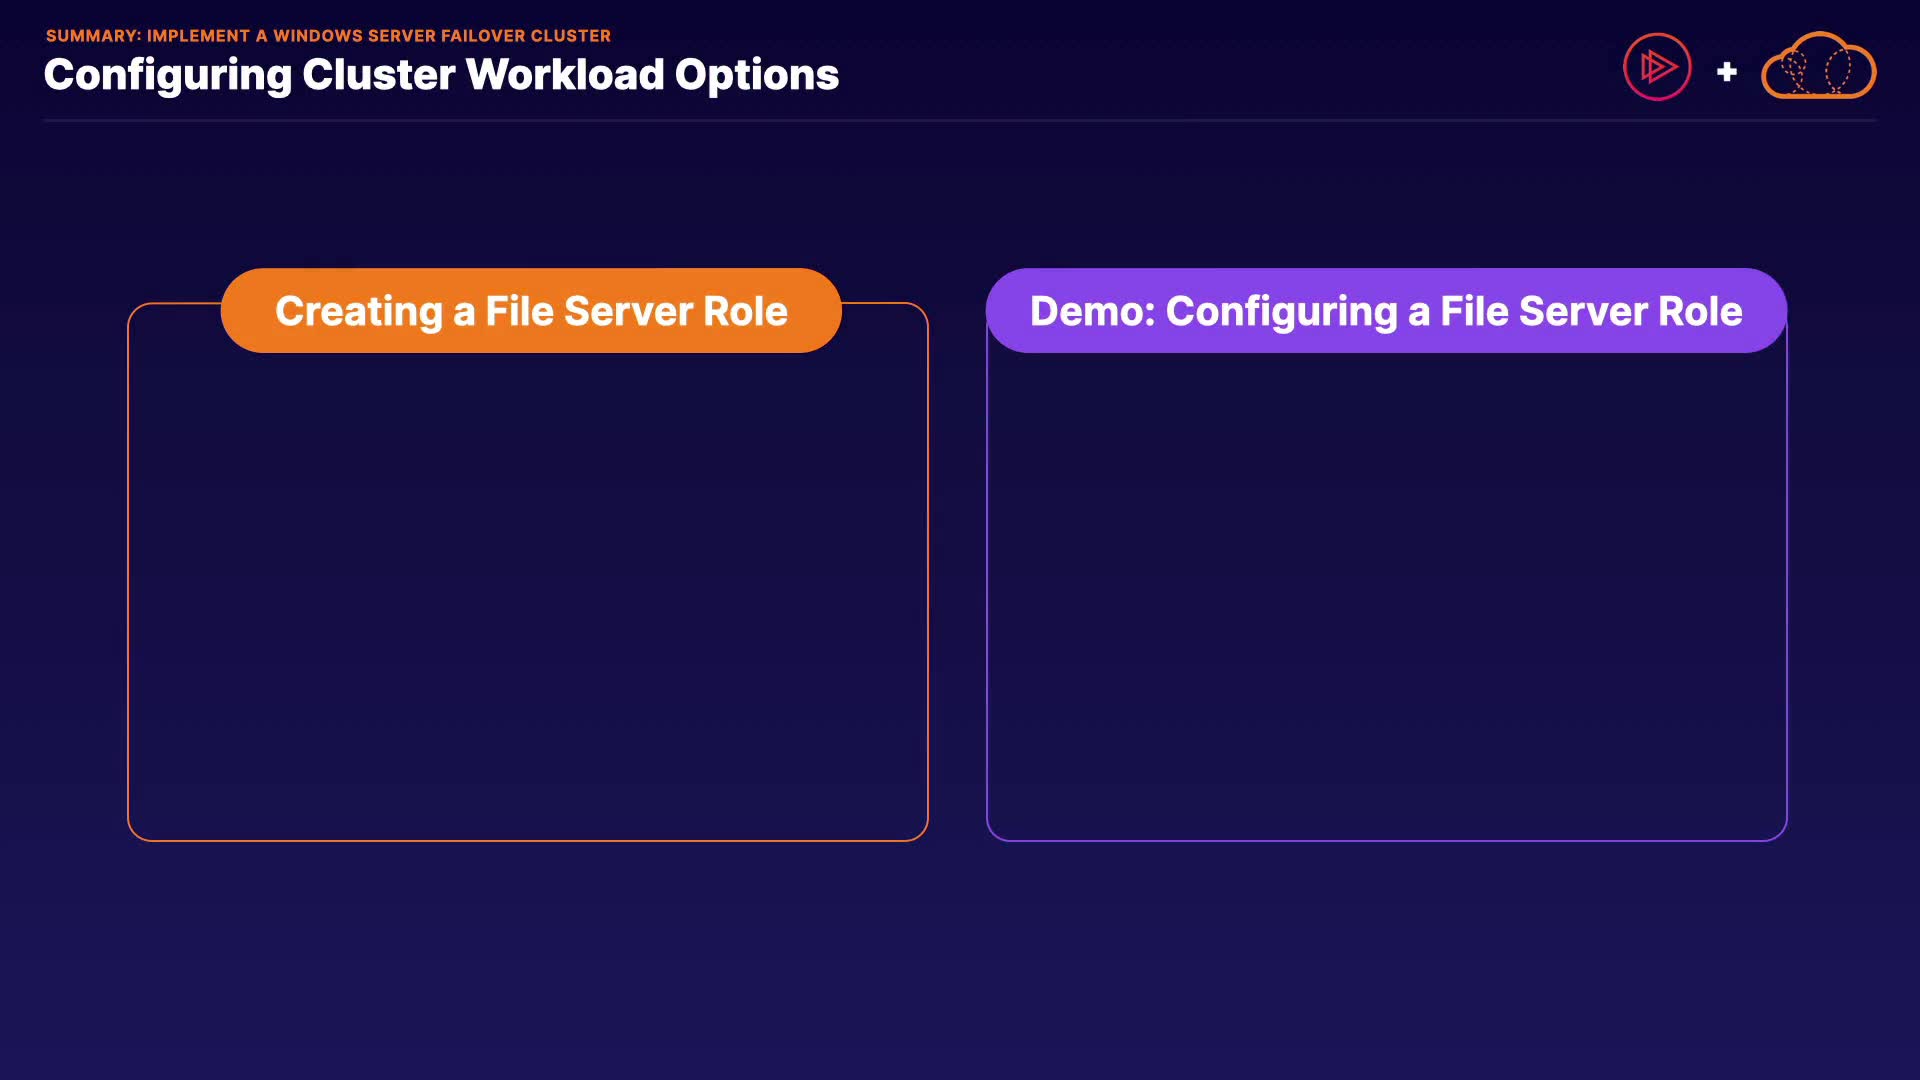 SUMMARY: IMPLEMENT A WINDOWS SERVER FAILOVER CLUSTER
Configuring Cluster Workload Options
+
Creating a File Server Role
Demo: Configuring a File Server Role